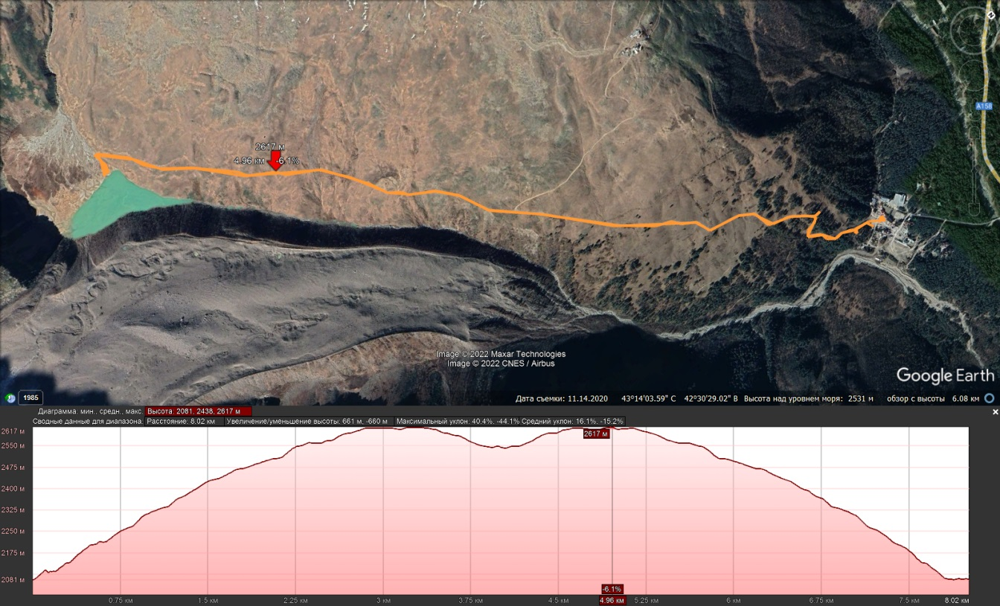 A158
2617 м
4.96 км -6.1%
Image © 2022 Maxar Technologies
Image © 2022 CNES / Airbus
Google Earth
1985
Дата съемки: 11.14.2020 43°14'03.59" С 42°30'29.02" В Высота над уровнем моря: 2531 m обзор с высоты 6.08 км
Диаграмма: мин., средн., макс. Высота: 2081, 2438, 2617 м
Сводные данные для диапазона: Расстояние: 8.02 км Увеличение/уменьшение высоты: 661 м, -660 м Максимальный уклон: 40.4%, -44.1% Средний уклон: 16.1%, -15.2%
2617 м
2617 м
2550 м
2475 м
2400 м
2325 м
2250 м
2175 м
2081 м
-6.1%
0.75 км 1.5 км 2.25 км 3 км 3.75 км 4.5 км 4.96 км 5.25 км 6 км 6.75 км 7.5 км 8.02 км